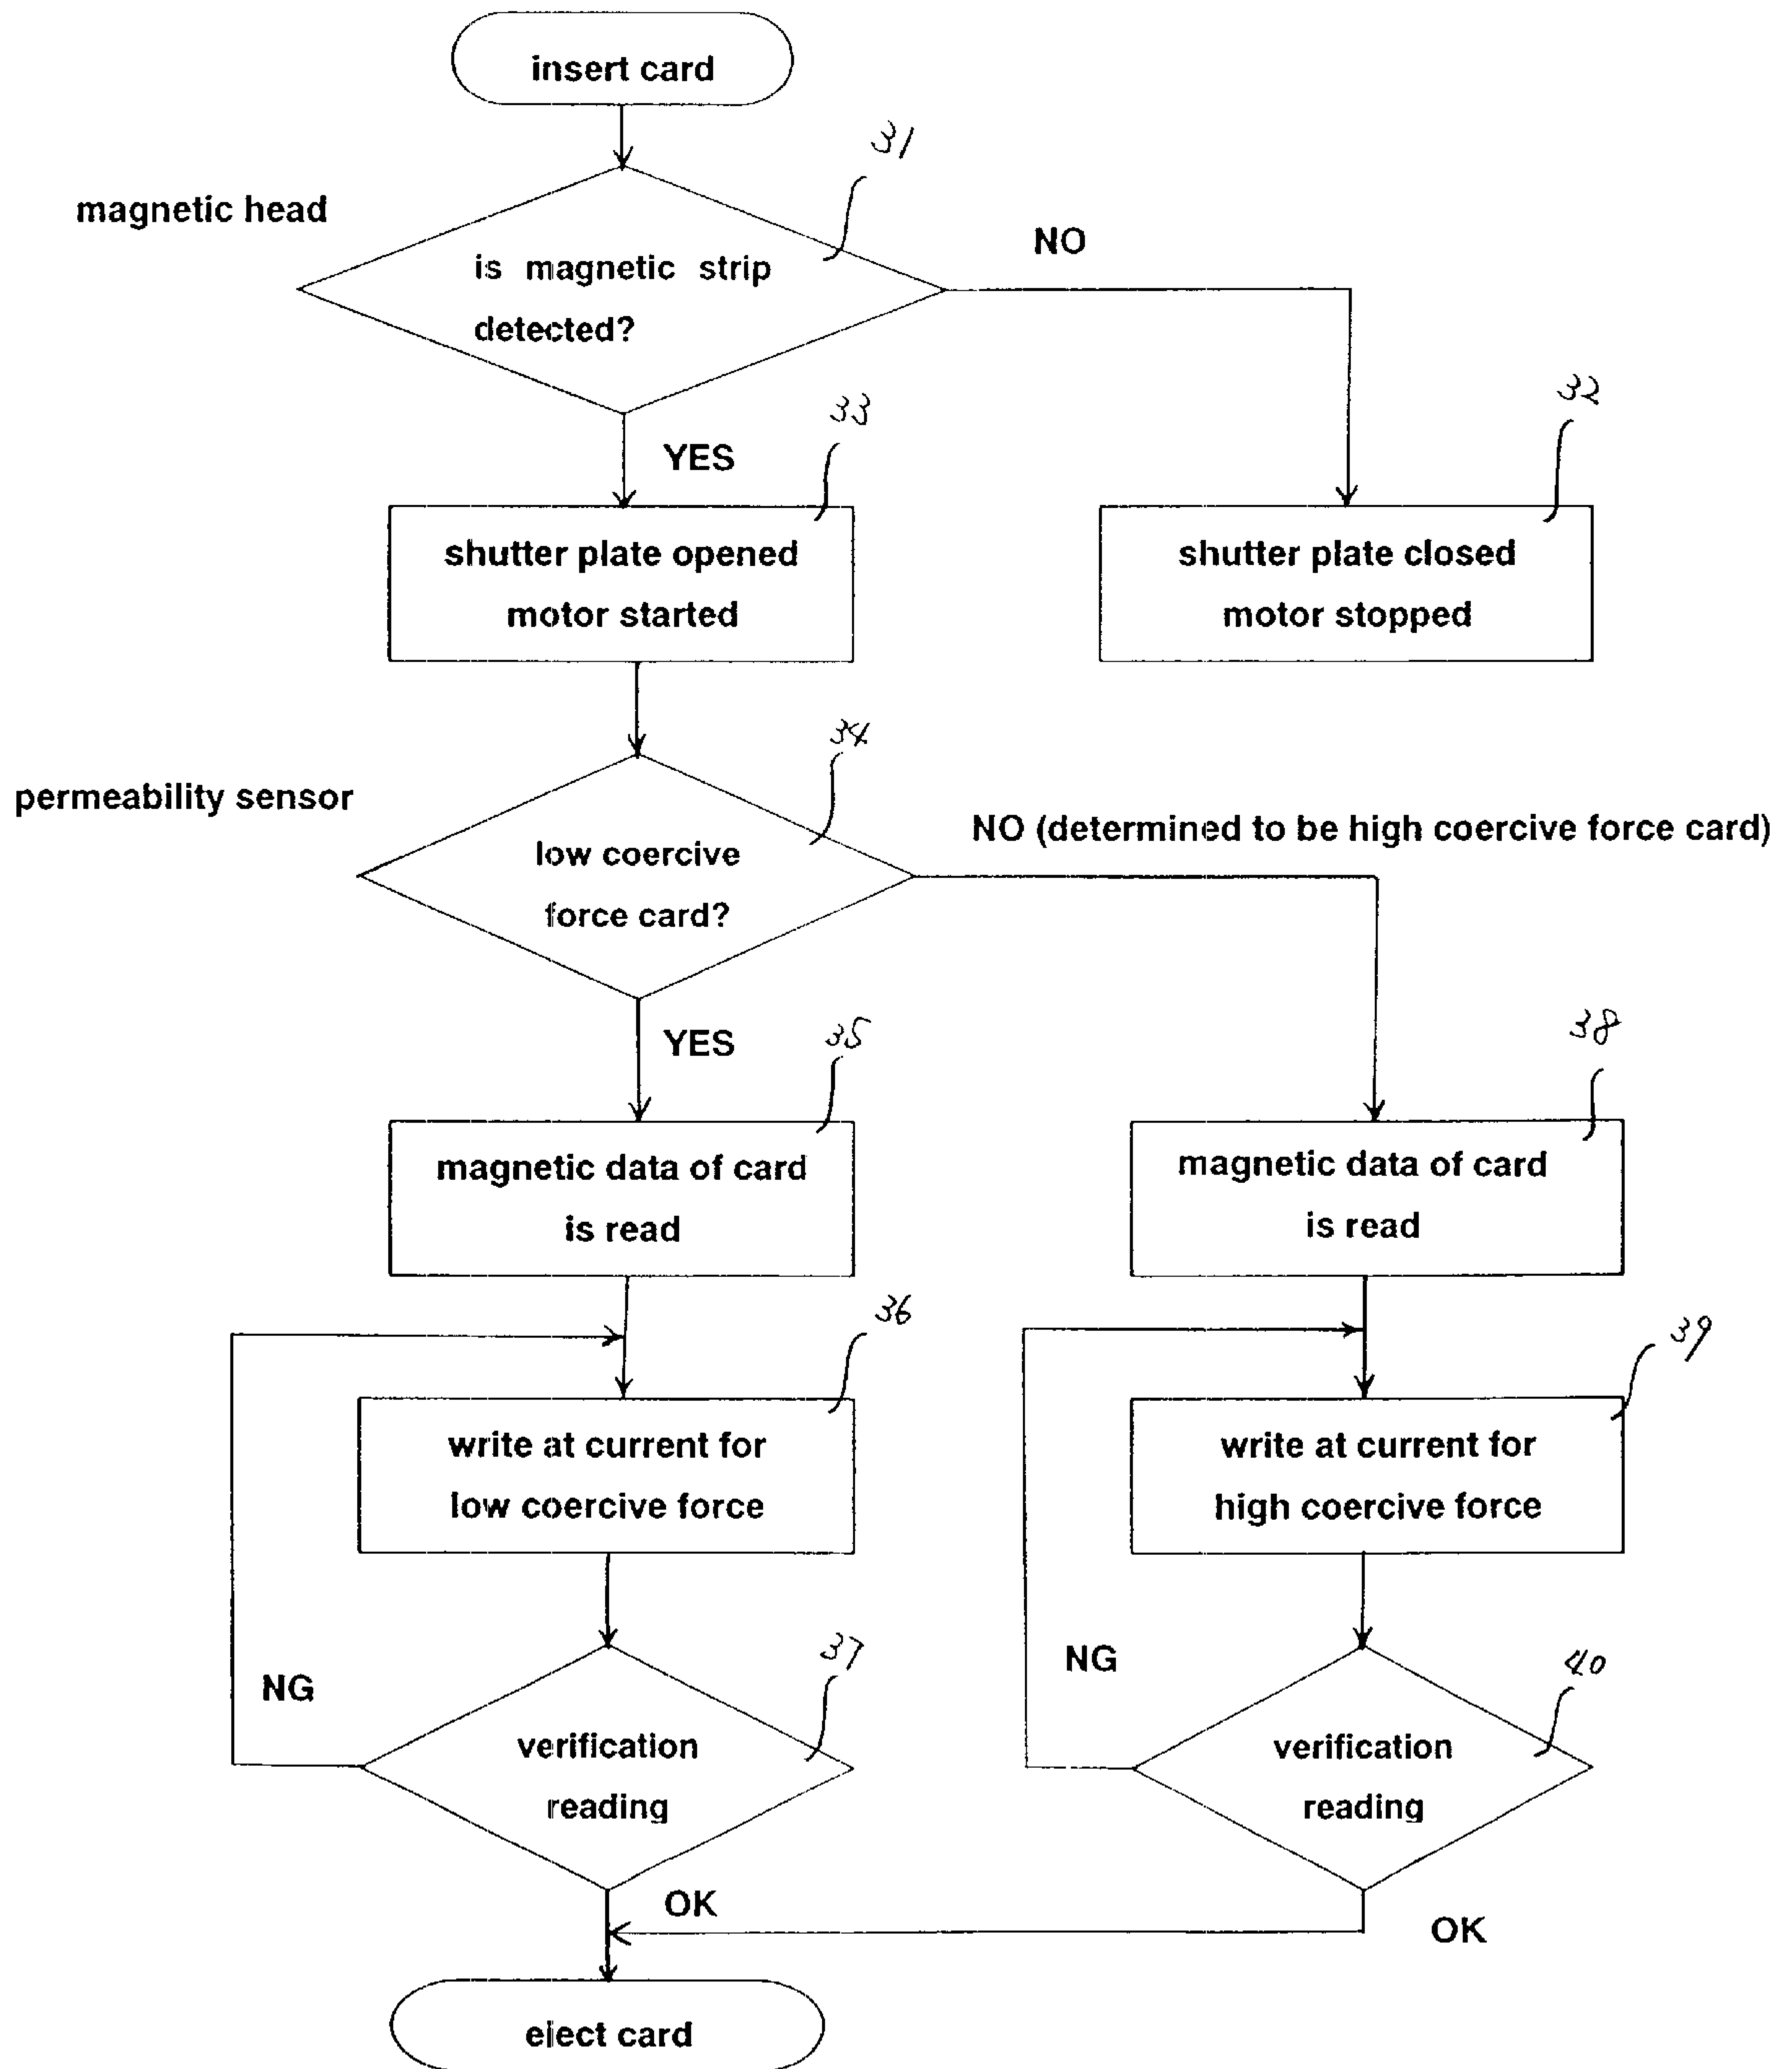 insert card
31
magnetic head
NO
is magnetic strip
detected?
33
32
YES
shutter plate opened
motor started
shutter plate closed
motor stopped
34
permeability sensor
NO (determined to be high coercive force card)
low coercive
force card?
YES
35
38
magnetic data of card
is read
magnetic data of card
is read
36
39
write at current for
low coercive force
write at current for
high coercive force
37
40
NG
NG
verification
reading
verification
reading
OK
OK
eject card